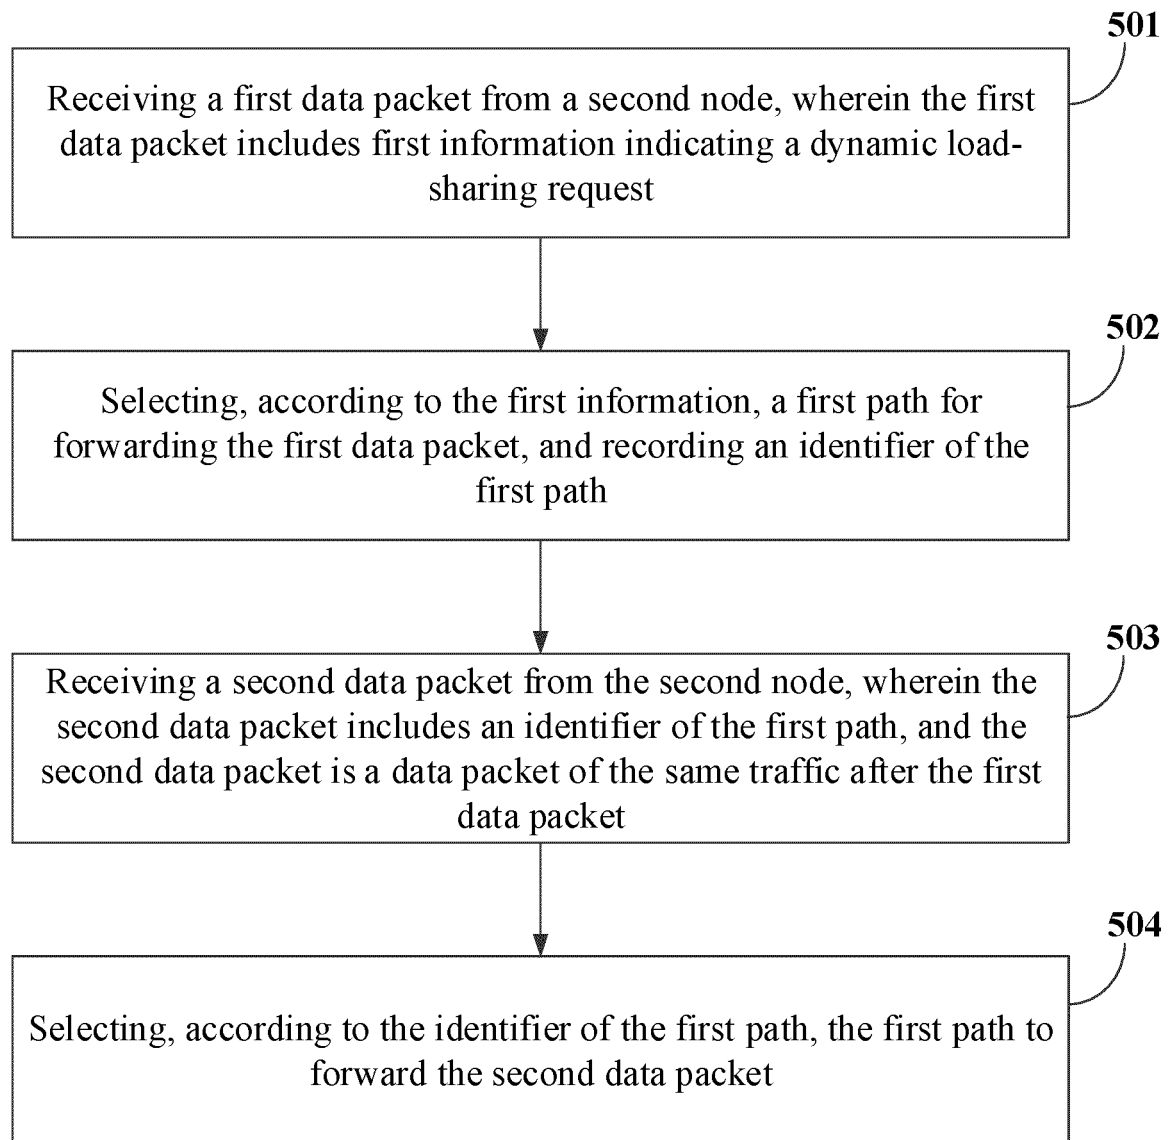 501
Receiving a first data packet from a second node, wherein the first
data packet includes first information indicating a dynamic load-
sharing request
502
Selecting, according to the first information, a first path for
forwarding the first data packet, and recording an identifier of the
first path
503
Receiving a second data packet from the second node, wherein the
second data packet includes an identifier of the first path, and the
second data packet is a data packet of the same traffic after the first
data packet
504
Selecting, according to the identifier of the first path, the first path to
forward the second data packet